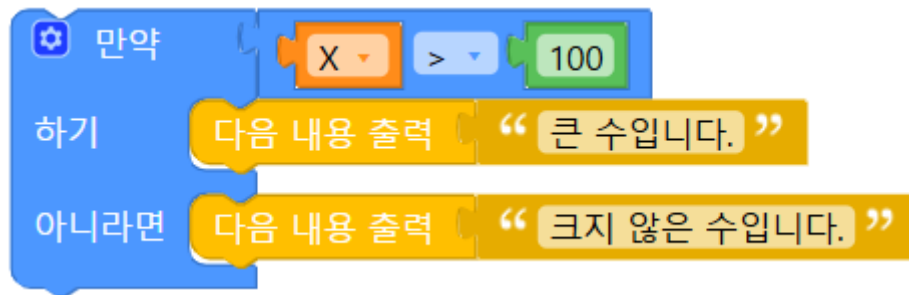 만약 X > 100
하기 다음 내용 출력 “ 큰 수입니다. ”
아니라면 다음 내용 출력 “ 크지 않은 수입니다. ”